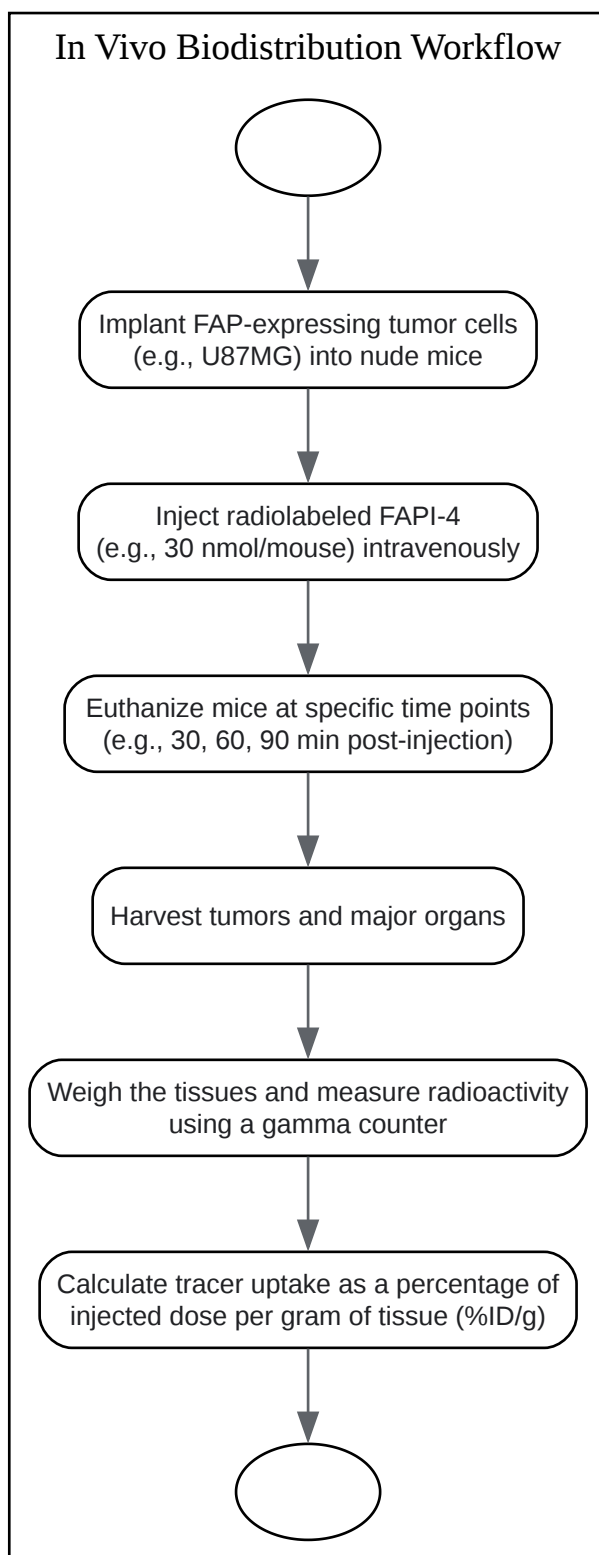 In Vivo Biodistribution Workflow
Implant FAP-expressing tumor cells
(e.g., U87MG) into nude mice
Inject radiolabeled FAPI-4
(e.g., 30 nmol/mouse) intravenously
Euthanize mice at specific time points
(e.g., 30, 60, 90 min post-injection)
Harvest tumors and major organs
Weigh the tissues and measure radioactivity
using a gamma counter
Calculate tracer uptake as a percentage of
injected dose per gram of tissue (%ID/g)